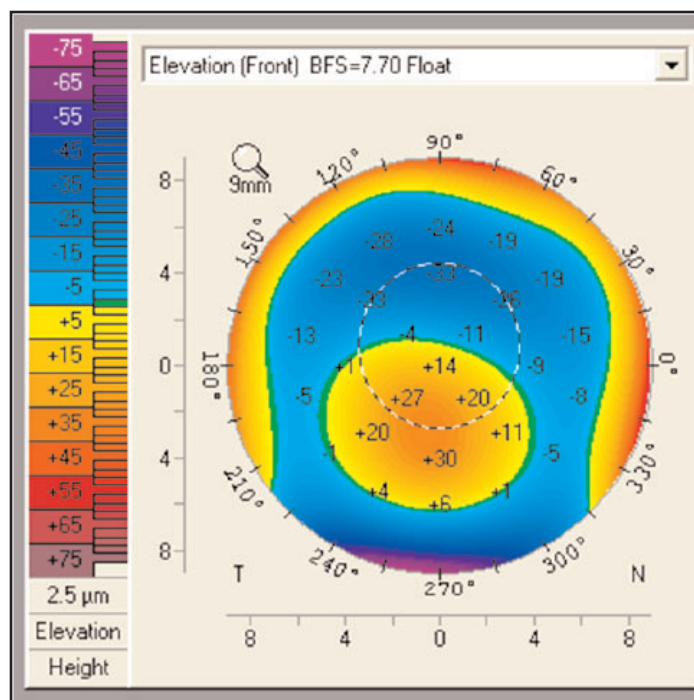 Elevation (Front) BFS=7.70 Float
-75
-65
-55
-45
-35
-25
-15
-5
+5
+15
+25
+35
+45
+55
+65
+75
2.5 µm
Elevation
Height
8
4
0
4
8
9mm
90°
120° 60°
150° 30°
180° 0°
210° 330°
240° 300°
270°
-28 -24 -19
-23 -33 -19
-26
-13 -4 -11 -15
+1 +14 -9
-5 +27 +20 -8
+20 +11
-1 +30 -5
+4 +6 +1
T N
8 4 0 4 8